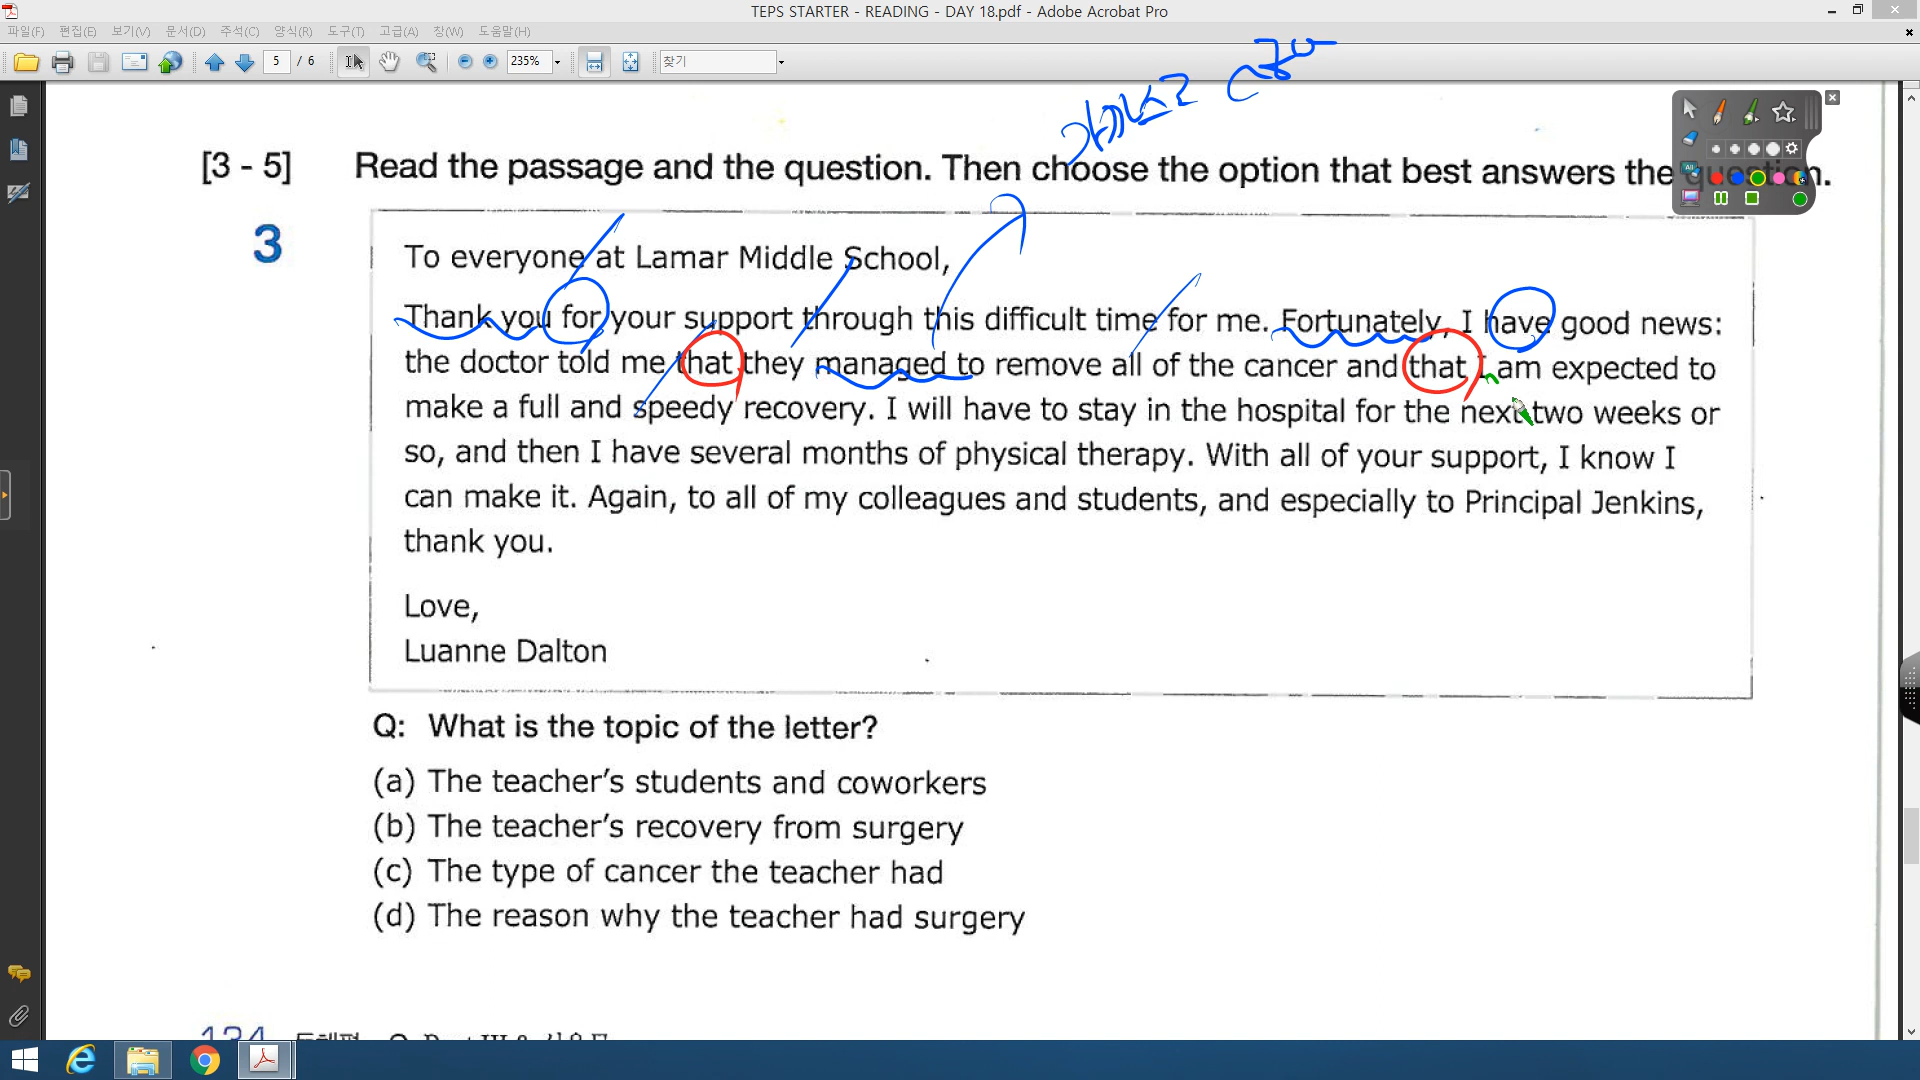 TEPS STARTER - READING - DAY 18.pdf - Adobe Acrobat Pro
파일(F) 편집(E) 보기(V) 문서(D) 주석(C) 양식(R) 도구(T) 고급(A) 창(W) 도움말(H)
5 / 6 235% 찾기
[3 - 5] Read the passage and the question. Then choose the option that best answers the question.
3
To everyone at Lamar Middle School,
Thank you for your support through this difficult time for me. Fortunately, I have good news:
the doctor told me that they managed to remove all of the cancer and that I am expected to
make a full and speedy recovery. I will have to stay in the hospital for the next two weeks or
so, and then I have several months of physical therapy. With all of your support, I know I
can make it. Again, to all of my colleagues and students, and especially to Principal Jenkins,
thank you.
Love,
Luanne Dalton
Q: What is the topic of the letter?
(a) The teacher's students and coworkers
(b) The teacher's recovery from surgery
(c) The type of cancer the teacher had
(d) The reason why the teacher had surgery